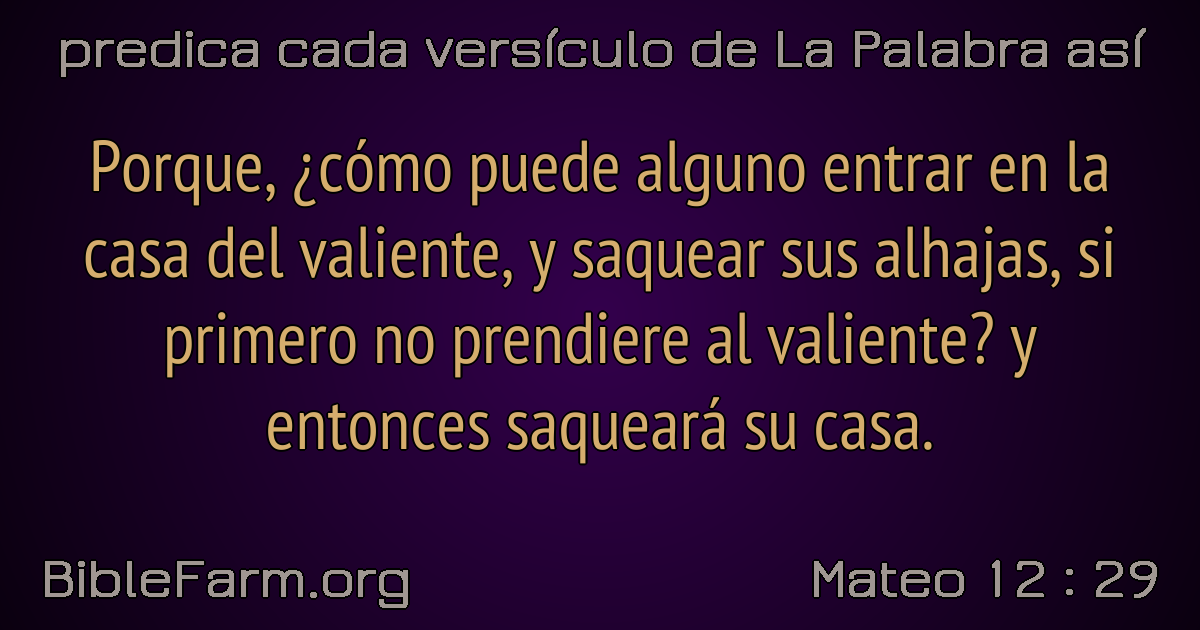 predica cada versículo de La Palabra así
Porque, ¿cómo puede alguno entrar en la
casa del valiente, y saquear sus alhajas, si
primero no prendiere al valiente? y
entonces saqueará su casa.
BibleFarm.org
Mateo 12 : 29